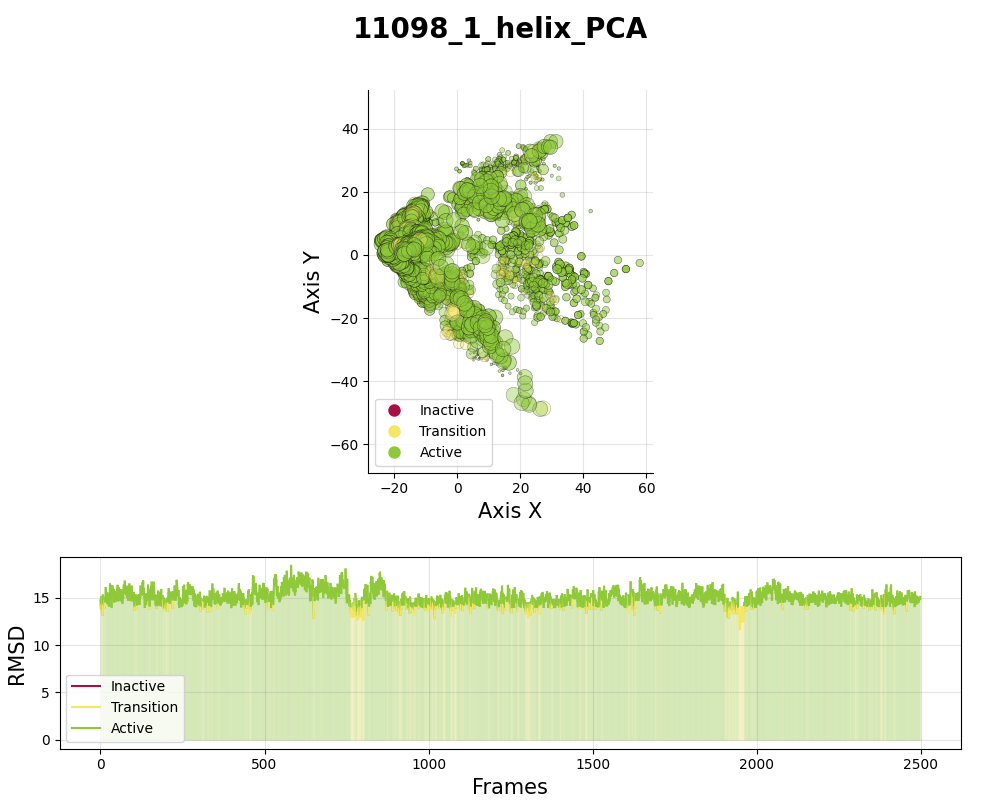 11098_1_helix_PCA
40
20
0
−20
−40
−60
Axis Y
Inactive
Transition
Active
−20 0 20 40 60
Axis X
15
10
5
0
RMSD
Inactive
Transition
Active
0 500 1000 1500 2000 2500
Frames